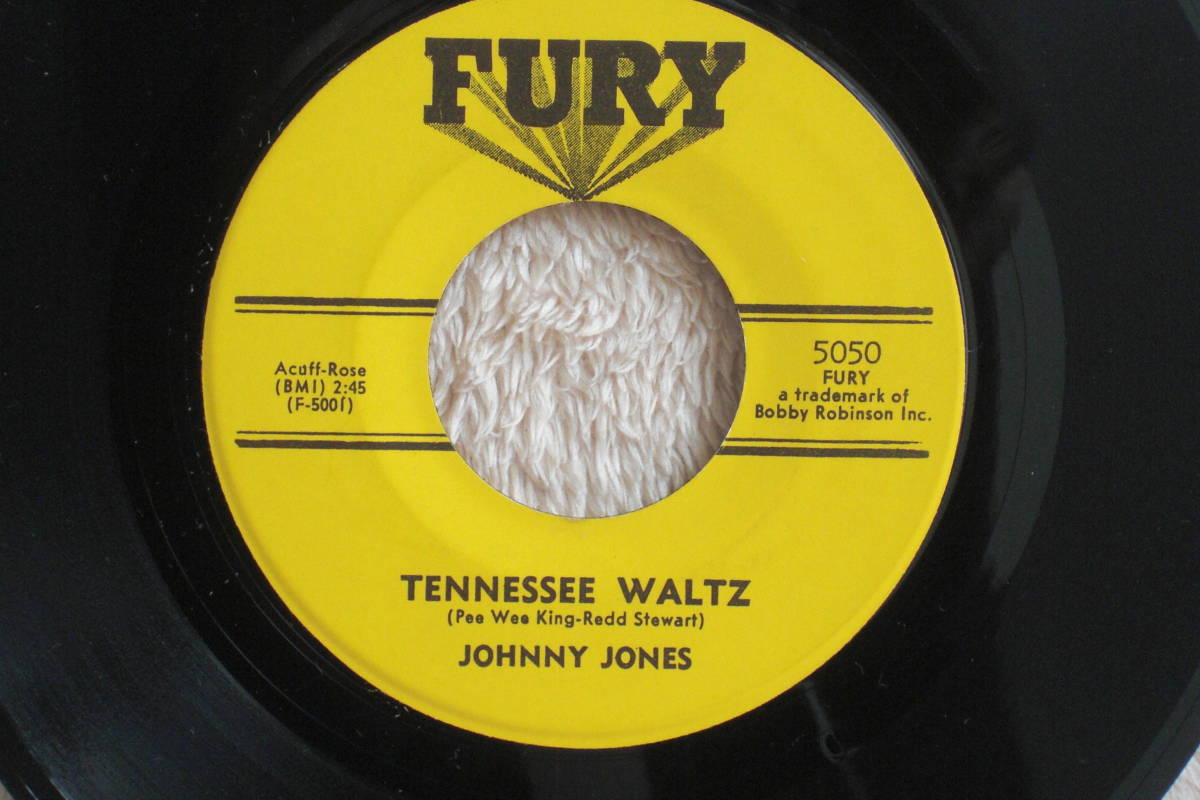 FURY
Acuff-Rose
(BMI) 2:45
(F-5001)
5050
FURY
a trademark of
Bobby Robinson Inc.
TENNESSEE WALTZ
(Pee Wee King-Redd Stewart)
JOHNNY JONES